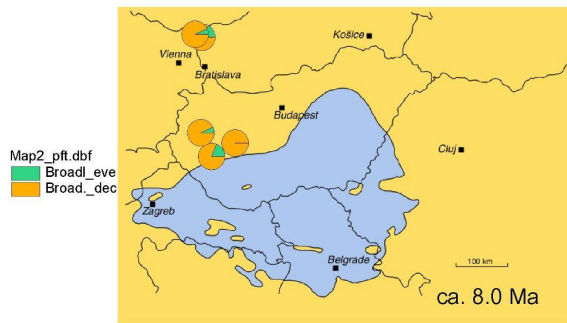 Košice
Vienna
Bratislava
Budapest
Cluj
Map2_pft.dbf
Broadl_eve
Broad._dec
Zagreb
Belgrade
100 km
ca. 8.0 Ma